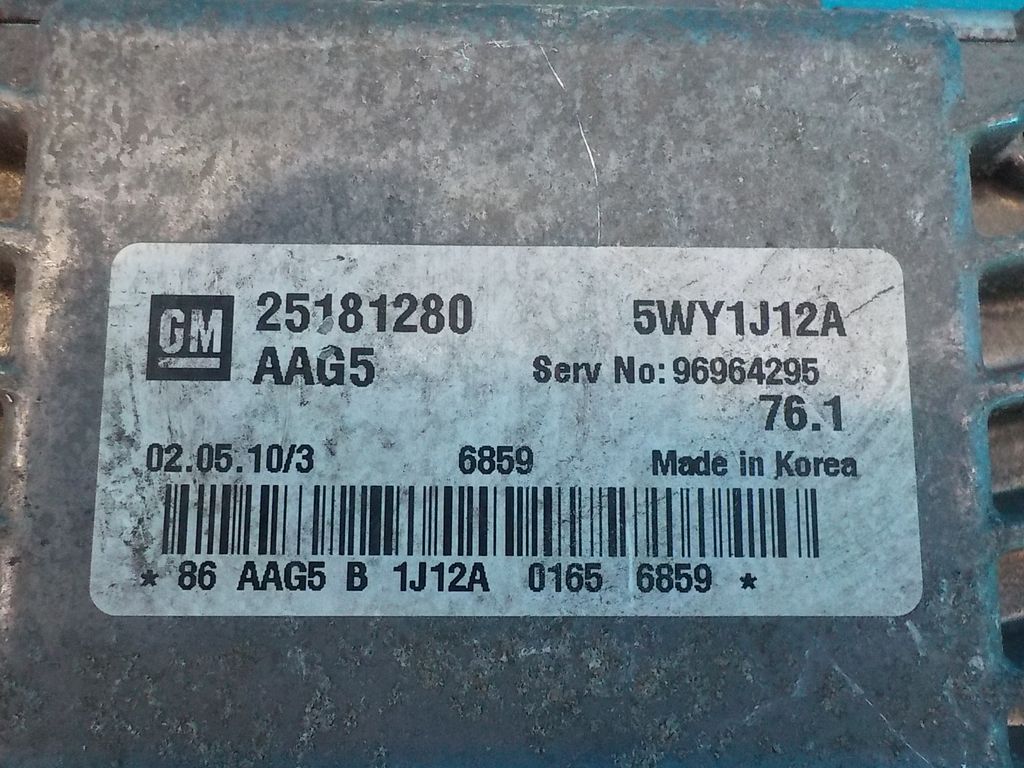 GM 25181280 5WY1J12A
AAG5 Serv No: 96964295
76.1
02.05.10/3 6859 Made in Korea
* 86 AAG5 B 1J12A 0165 6859 *